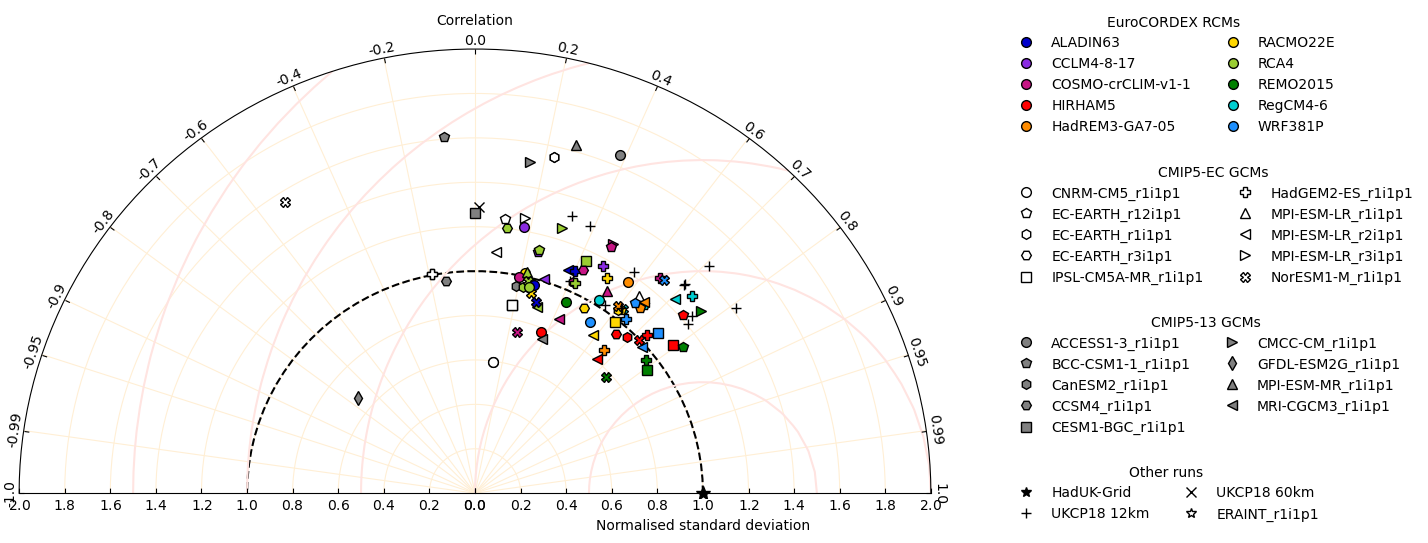 Correlation
0.0
-0.2
0.2
-0.4
0.4
-0.6
0.6
-0.7
0.7
-0.8
0.8
-0.9
0.9
-0.95
0.95
-0.99
0.99
-1.0
1.0
2.0 1.8 1.6 1.4 1.2 1.0 0.8 0.6 0.4 0.2 0.0 0.0 0.2 0.4 0.6 0.8 1.0 1.2 1.4 1.6 1.8 2.0
Normalised standard deviation
EuroCORDEX RCMs
ALADIN63
CCLM4-8-17
COSMO-crCLIM-v1-1
HIRHAM5
HadREM3-GA7-05
RACMO22E
RCA4
REMO2015
RegCM4-6
WRF381P
CMIP5-EC GCMs
CNRM-CM5_r1i1p1
EC-EARTH_r12i1p1
EC-EARTH_r1i1p1
EC-EARTH_r3i1p1
IPSL-CM5A-MR_r1i1p1
HadGEM2-ES_r1i1p1
MPI-ESM-LR_r1i1p1
MPI-ESM-LR_r2i1p1
MPI-ESM-LR_r3i1p1
NorESM1-M_r1i1p1
CMIP5-13 GCMs
ACCESS1-3_r1i1p1
BCC-CSM1-1_r1i1p1
CanESM2_r1i1p1
CCSM4_r1i1p1
CESM1-BGC_r1i1p1
CMCC-CM_r1i1p1
GFDL-ESM2G_r1i1p1
MPI-ESM-MR_r1i1p1
MRI-CGCM3_r1i1p1
Other runs
HadUK-Grid
UKCP18 12km
UKCP18 60km
ERAINT_r1i1p1